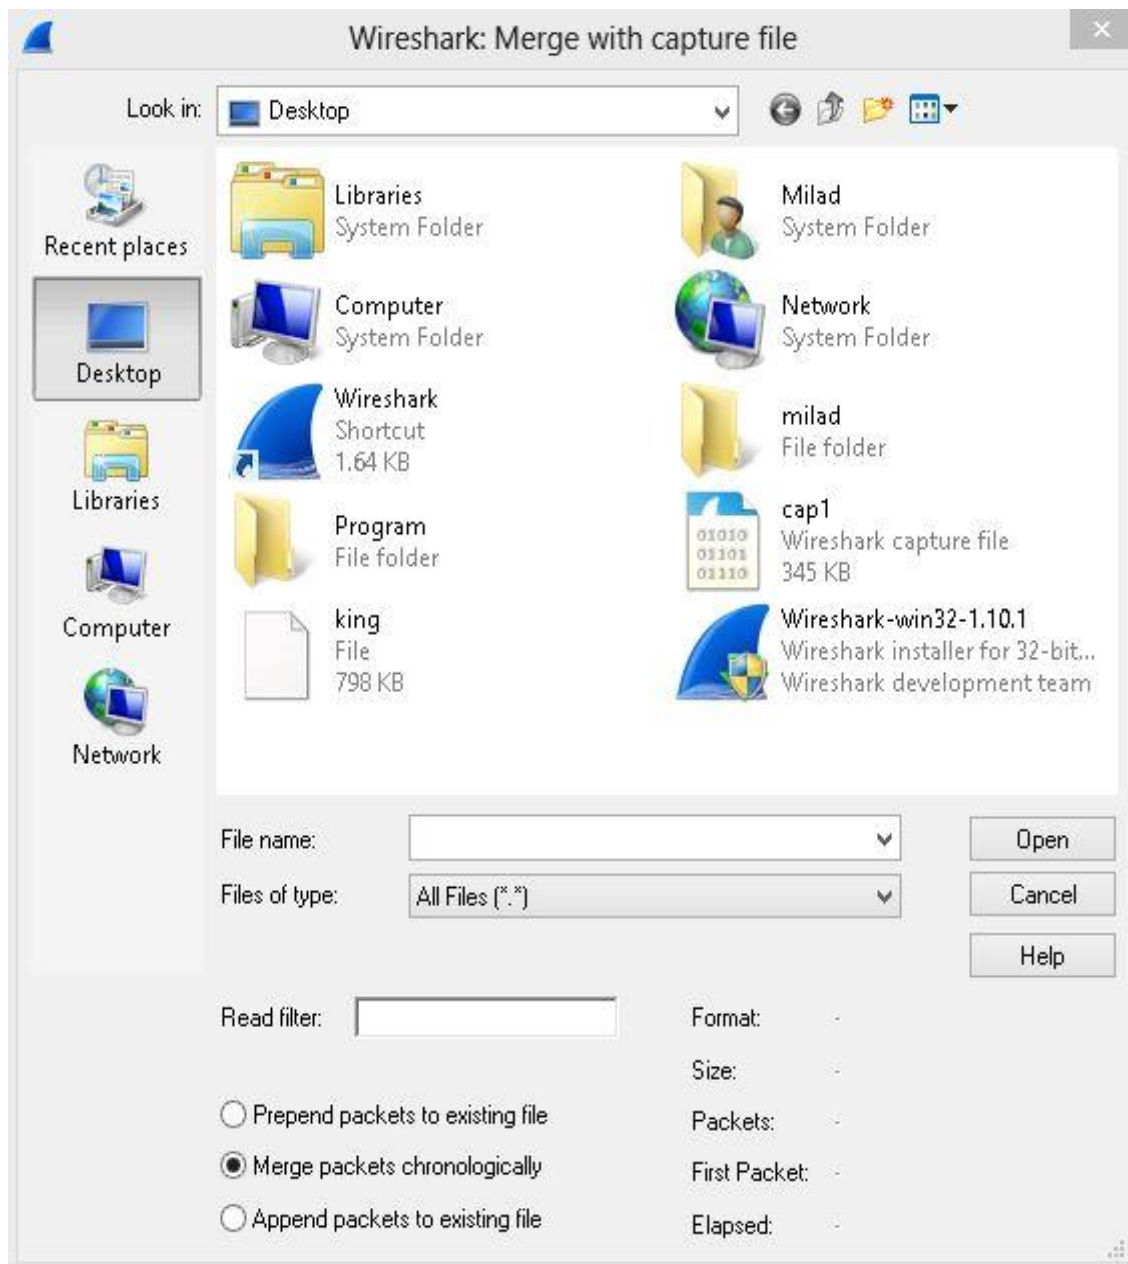 Wireshark: Merge with capture file
Look in:
Desktop
Recent places
Desktop
Libraries
Computer
Network
Libraries
System Folder
Milad
System Folder
Computer
System Folder
Network
System Folder
Wireshark
Shortcut
1.64 KB
milad
File folder
Program
File folder
cap1
Wireshark capture file
345 KB
01010
01101
01110
king
File
798 KB
Wireshark-win32-1.10.1
Wireshark installer for 32-bit...
Wireshark development team
File name:
Open
Files of type:
All Files (*.*)
Cancel
Help
Read filter:
Format: -
Size: -
Prepend packets to existing file
Packets: -
Merge packets chronologically
First Packet: -
Append packets to existing file
Elapsed: -